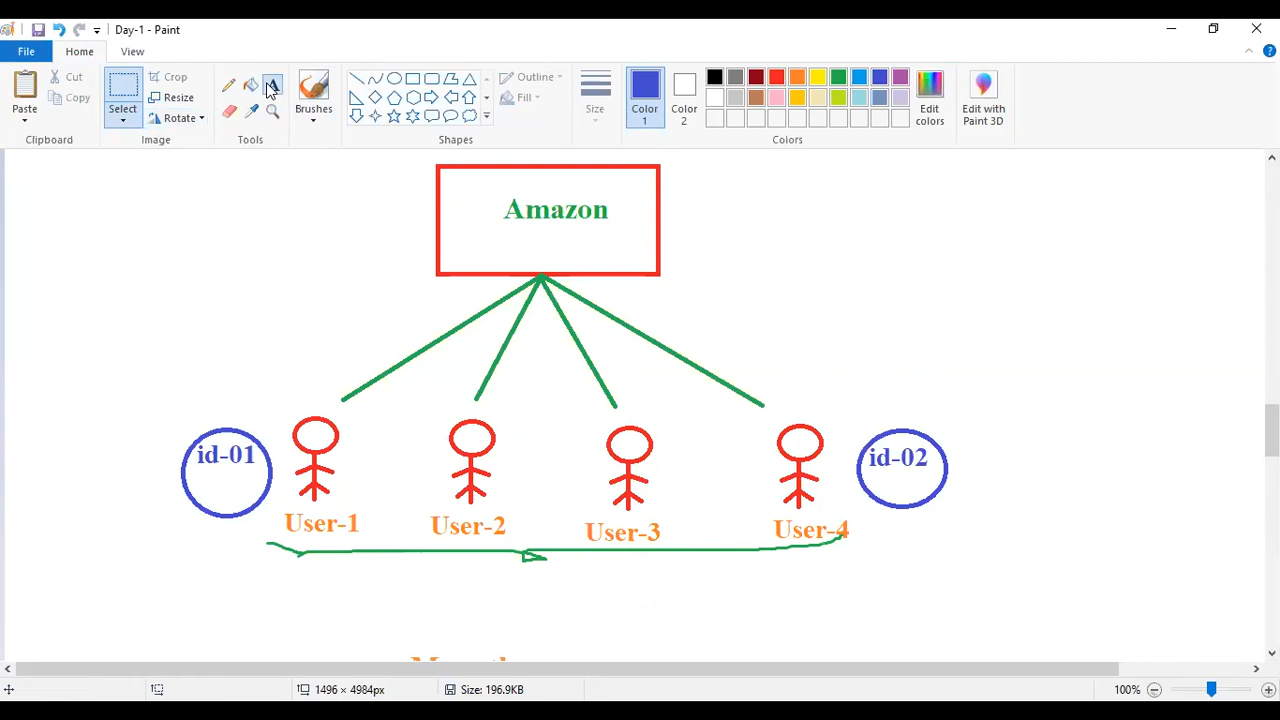 Day-1 - Paint
File Home View
Paste
Cut
Copy
Clipboard
Select
Crop
Resize
Rotate
Image
A
Tools
Brushes
Shapes
Outline
Fill
Size
Color 1
Color 2
Colors
Edit colors
Edit with Paint 3D
Amazon
id-01
id-02
User-1
User-2
User-3
User-4
1496 × 4984px
Size: 196.9KB
100%